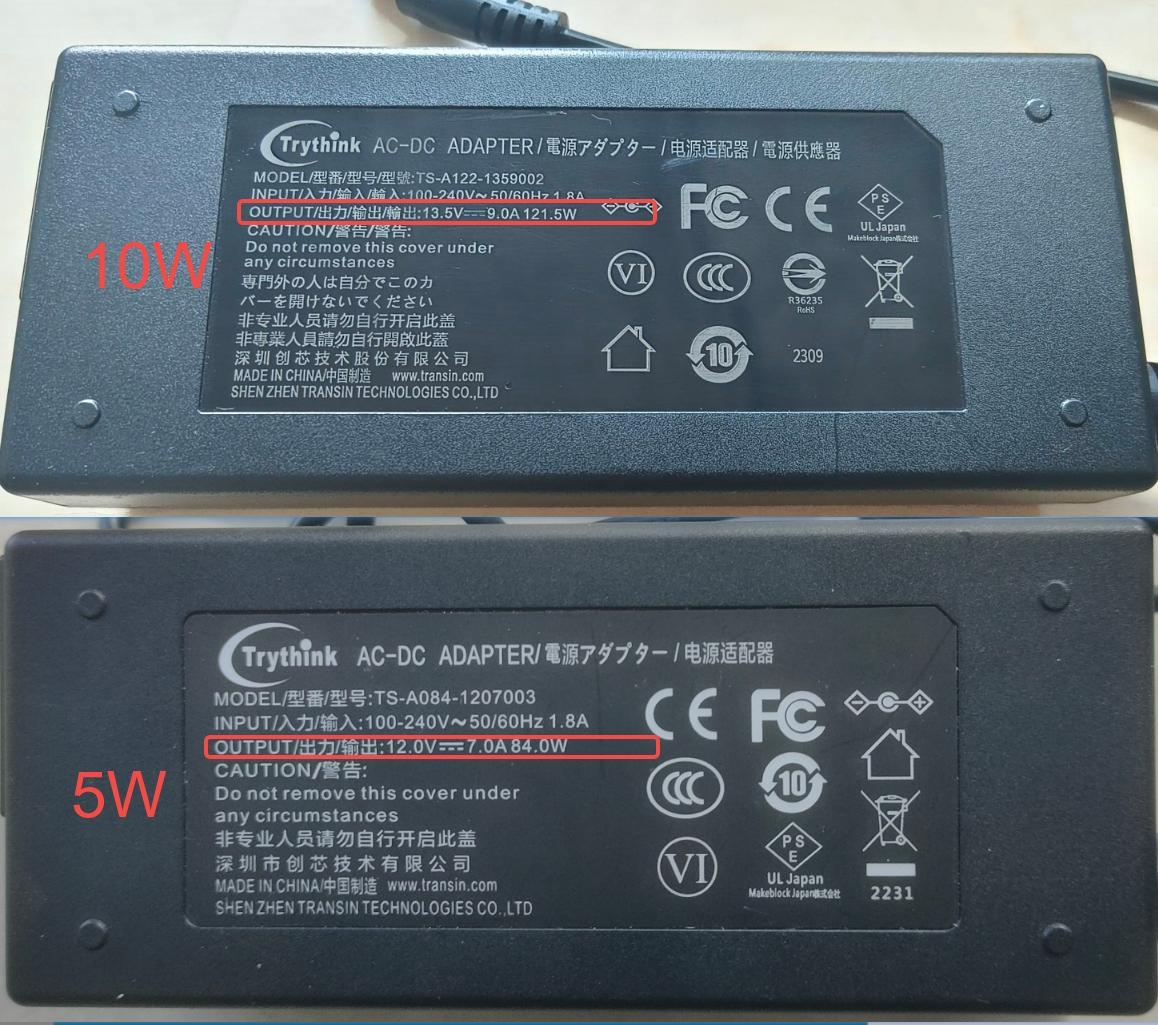 Trythink AC-DC ADAPTER/電源アダプター/电源适配器/電源供應器
MODEL/型番/型号/型號:TS-A122-1359002
INPUT/入力/输入/輸入:100-240V~50/60Hz 1.8A
OUTPUT/出力/输出/輸出:13.5V⎓9.0A 121.5W
CAUTION/警告/警告:
Do not remove this cover under
any circumstances
専門外の人は自分でこのカ
バーを開けないでください
非专业人员请勿自行开启此盖
非專業人員請勿自行開啟此蓋
深圳创芯技术股份有限公司
MADE IN CHINA/中国制造 www.transin.com
SHEN ZHEN TRANSIN TECHNOLOGIES CO.,LTD
FC CE
PSE
UL Japan
Makeblock Japan株式会社
VI CCC
R36235
RoHS
10
2309
10W
Trythink AC-DC ADAPTER/電源アダプター/电源适配器
MODEL/型番/型号:TS-A084-1207003
INPUT/入力/输入:100-240V~50/60Hz 1.8A
OUTPUT/出力/输出:12.0V⎓7.0A 84.0W
CAUTION/警告:
Do not remove this cover under
any circumstances
非专业人员请勿自行开启此盖
深圳市创芯技术有限公司
MADE IN CHINA/中国制造 www.transin.com
SHEN ZHEN TRANSIN TECHNOLOGIES CO.,LTD
CE FC
CCC 10
VI
PSE
UL Japan
Makeblock Japan株式会社
2231
5W